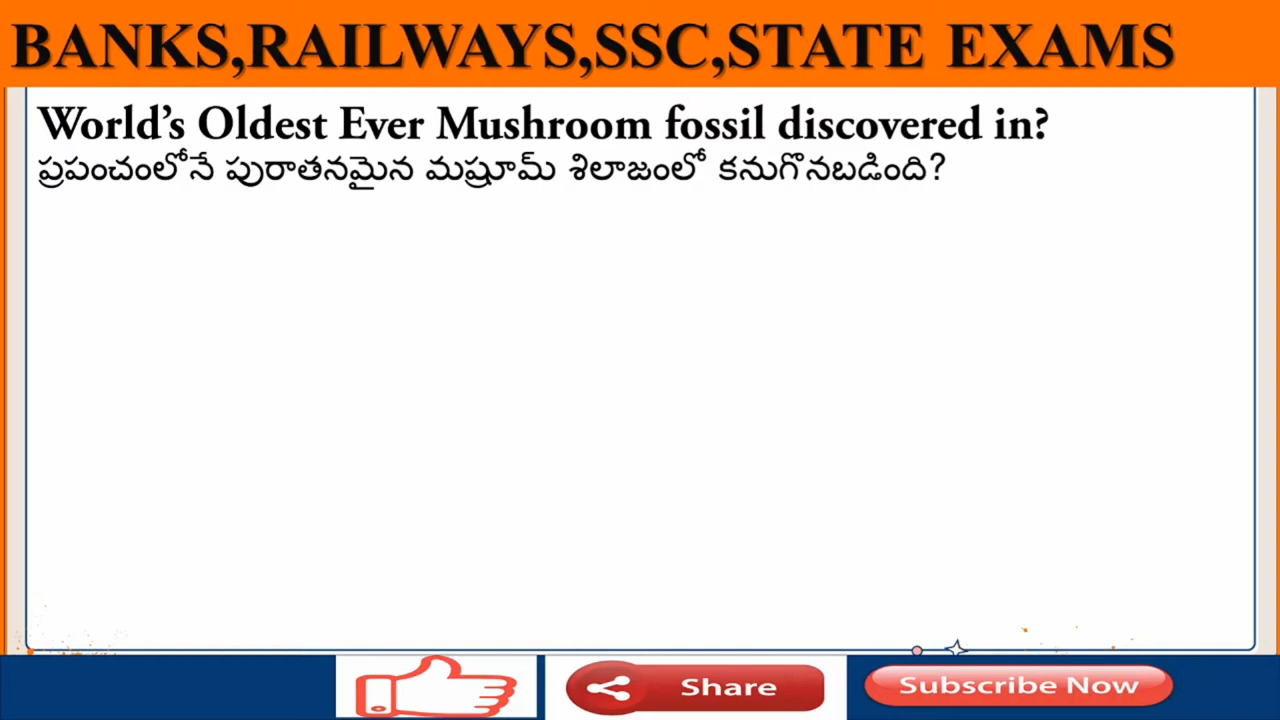 BANKS,RAILWAYS,SSC,STATE EXAMS
World’s Oldest Ever Mushroom fossil discovered in?
ప్రపంచంలోనే పురాతనమైన మష్రూమ్ శిలాజంలో కనుగొనబడింది?
Share
Subscribe Now